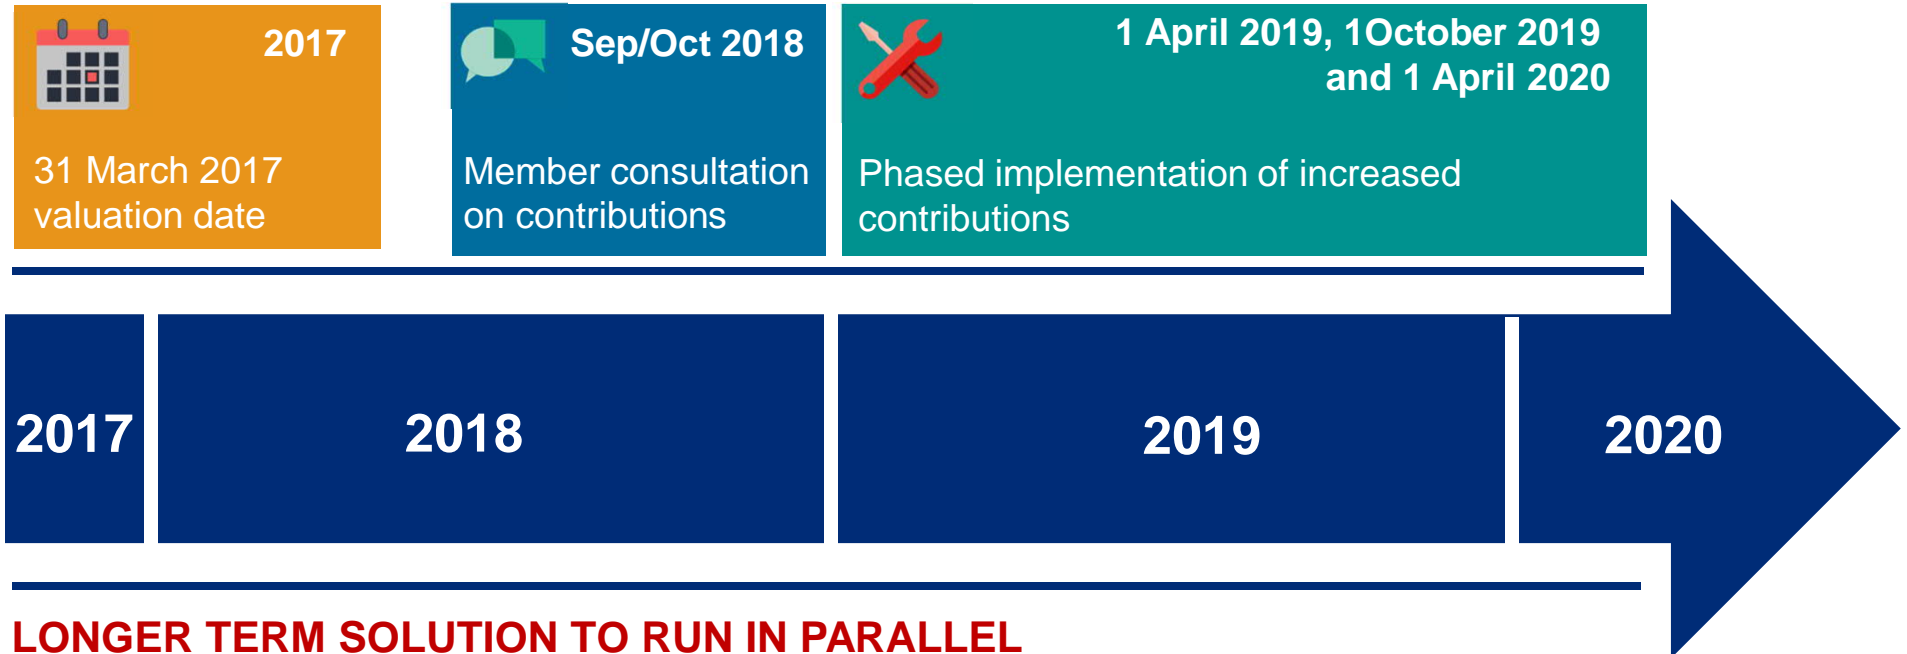 2017
31 March 2017
valuation date
Sep/Oct 2018
Member consultation
on contributions
1 April 2019, 1October 2019
and 1 April 2020
Phased implementation of increased
contributions
2017
2018
2019
2020
LONGER TERM SOLUTION TO RUN IN PARALLEL